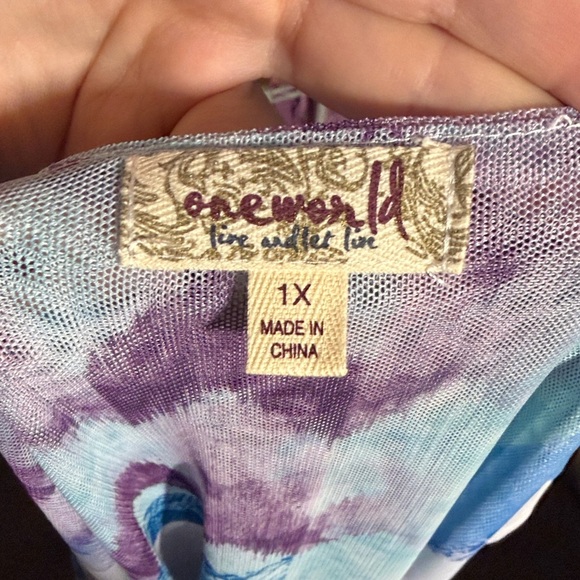 oneworld
live and let live
1X
MADE IN
CHINA